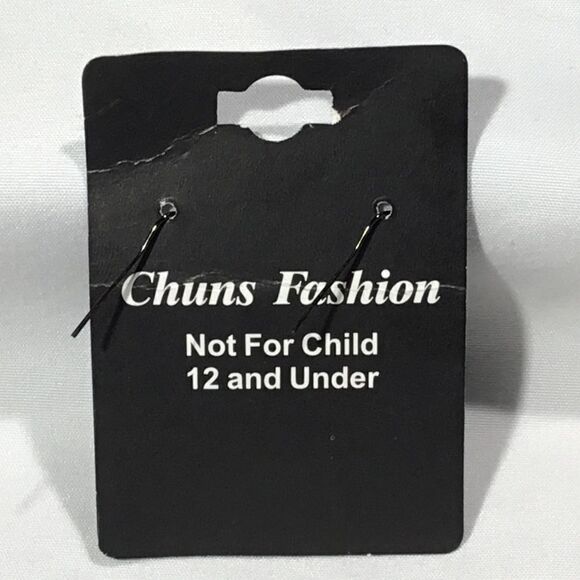 Chuns Fashion
Not For Child
12 and Under